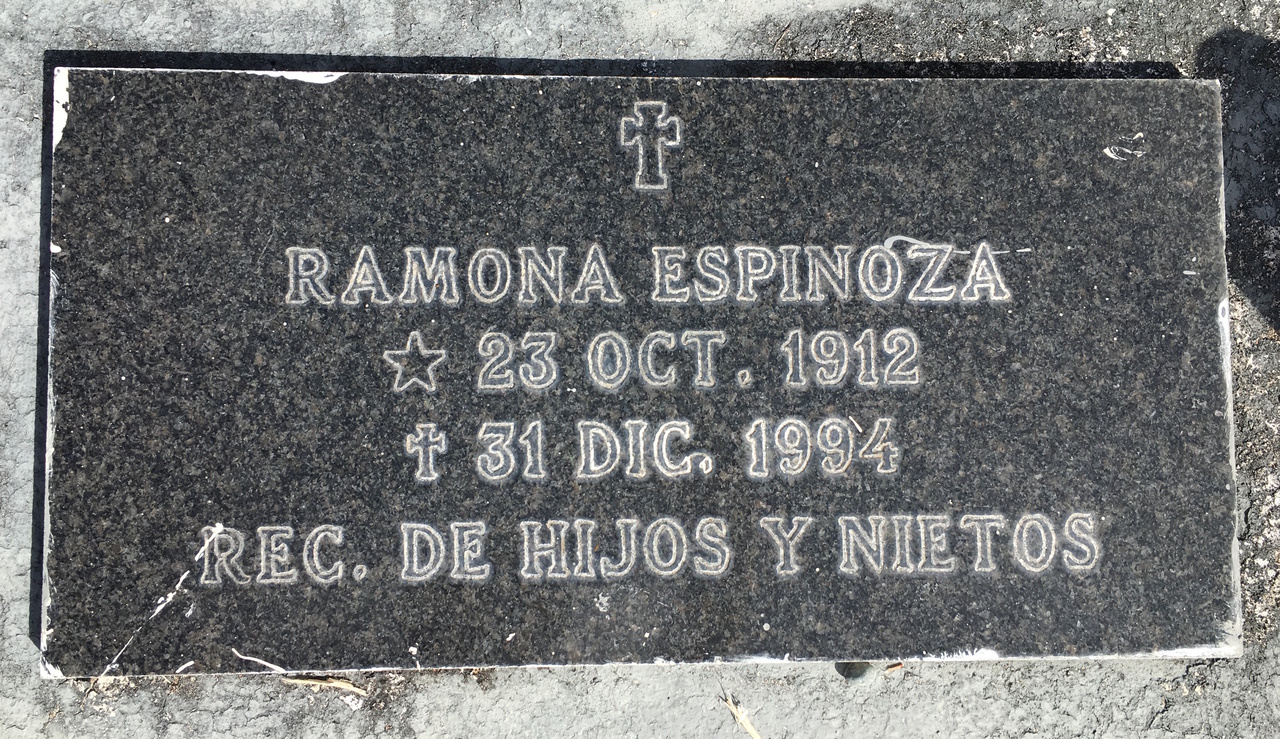 RAMONA ESPINOZA
☆ 23 OCT. 1912
✝ 31 DIC. 1994
REC. DE HIJOS Y NIETOS